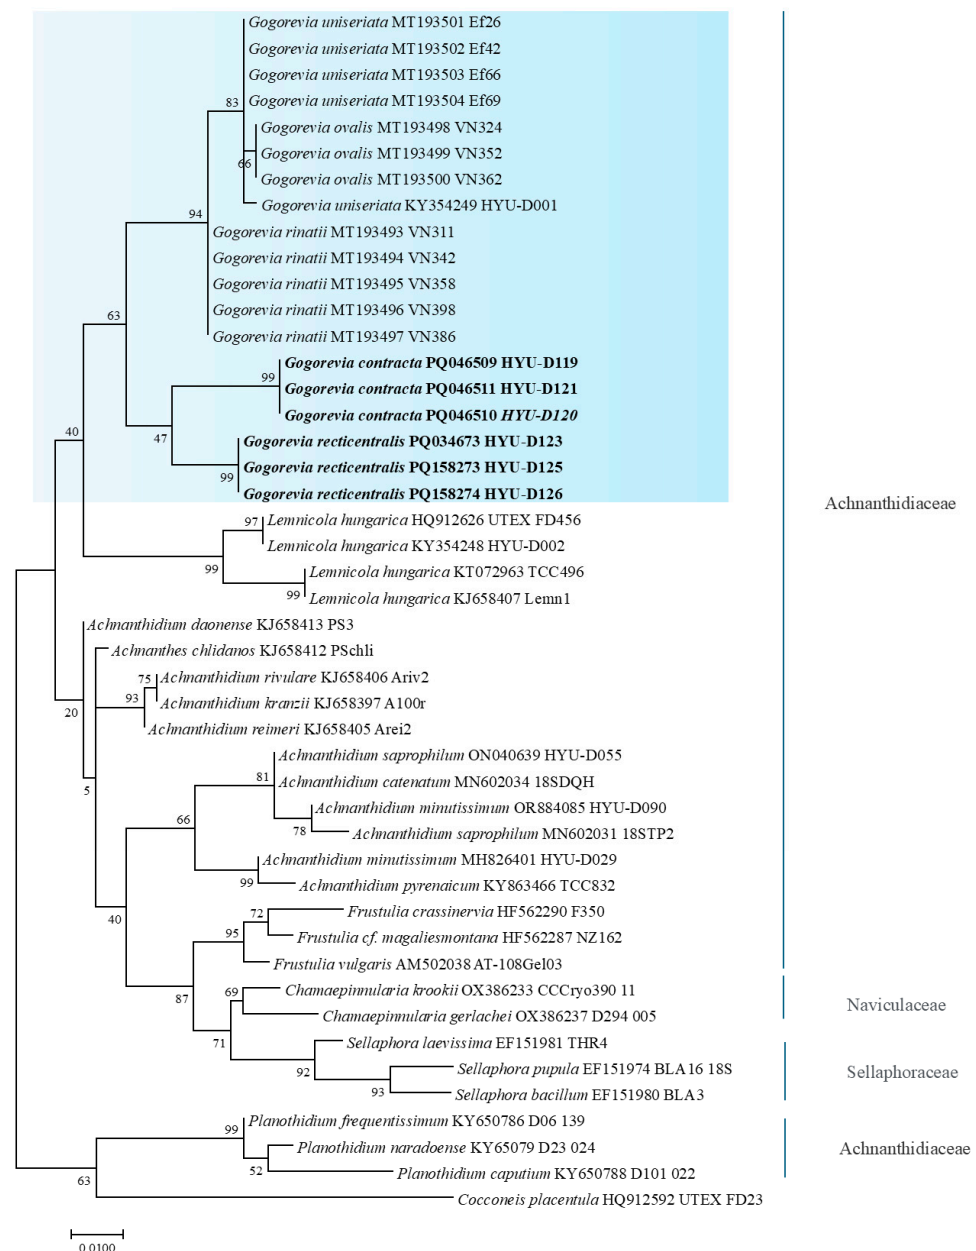 Gogorevia uniseriata MT193501 Ef26
Gogorevia uniseriata MT193502 Ef42
Gogorevia uniseriata MT193503 Ef66
83
Gogorevia uniseriata MT193504 Ef69
Gogorevia ovalis MT193498 VN324
Gogorevia ovalis MT193499 VN352
66
Gogorevia ovalis MT193500 VN362
Gogorevia uniseriata KY354249 HYU-D001
94
Gogorevia rinatii MT193493 VN311
Gogorevia rinatii MT193494 VN342
Gogorevia rinatii MT193495 VN358
Gogorevia rinatii MT193496 VN398
63
Gogorevia rinatii MT193497 VN386
Gogorevia contracta PQ046509 HYU-D119
99
Gogorevia contracta PQ046511 HYU-D121
Gogorevia contracta PQ046510 HYU-D120
40
47
Gogorevia recticentralis PQ034673 HYU-D123
Gogorevia recticentralis PQ158273 HYU-D125
99
Gogorevia recticentralis PQ158274 HYU-D126
Achnanthidiaceae
97
Lemnicola hungarica HQ912626 UTEX FD456
Lemnicola hungarica KY354248 HYU-D002
99
Lemnicola hungarica KT072963 TCC496
99
Lemnicola hungarica KJ658407 Lemn1
Achnanthidium daonense KJ658413 PS3
Achnanthes chlidanos KJ658412 PSchli
75
Achnanthidium rivulare KJ658406 Ariv2
93
Achnanthidium kranzii KJ658397 A100r
20
Achnanthidium reimeri KJ658405 Arei2
Achnanthidium saprophilum ON040639 HYU-D055
81
Achnanthidium catenatum MN602034 18SDQH
5
Achnanthidium minutissimum OR884085 HYU-D090
66
78
Achnanthidium saprophilum MN602031 18STP2
Achnanthidium minutissimum MH826401 HYU-D029
99
Achnanthidium pyrenaicum KY863466 TCC832
40
72
Frustulia crassinervia HF562290 F350
95
Frustulia cf. magaliesmontana HF562287 NZ162
Frustulia vulgaris AM502038 AT-108Gel03
87
69
Chamaepinnularia krookii OX386233 CCCryo390 11
Naviculaceae
Chamaepinnularia gerlachei OX386237 D294 005
71
Sellaphora laevissima EF151981 THR4
92
Sellaphora pupula EF151974 BLA16 18S
Sellaphoraceae
93
Sellaphora bacillum EF151980 BLA3
99
Planothidium frequentissimum KY650786 D06 139
Planothidium naradoense KY65079 D23 024
Achnanthidiaceae
52
Planothidium caputium KY650788 D101 022
63
Cocconeis placentula HQ912592 UTEX FD23
0.0100